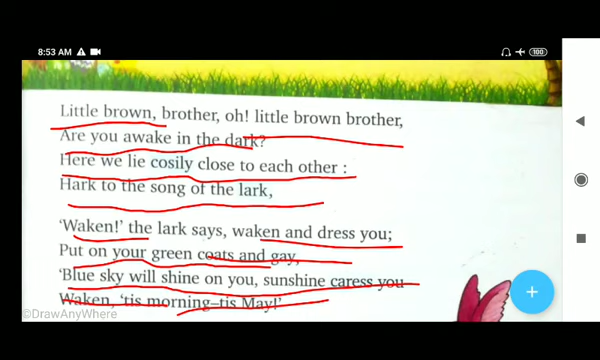 8:53 AM
100
Little brown, brother, oh! little brown brother,
Are you awake in the dark?
Here we lie cosily close to each other :
Hark to the song of the lark,
‘Waken!’ the lark says, waken and dress you;
Put on your green coats and gay,
‘Blue sky will shine on you, sunshine caress you
Waken, ‘tis morning–tis May!’
©DrawAnyWhere